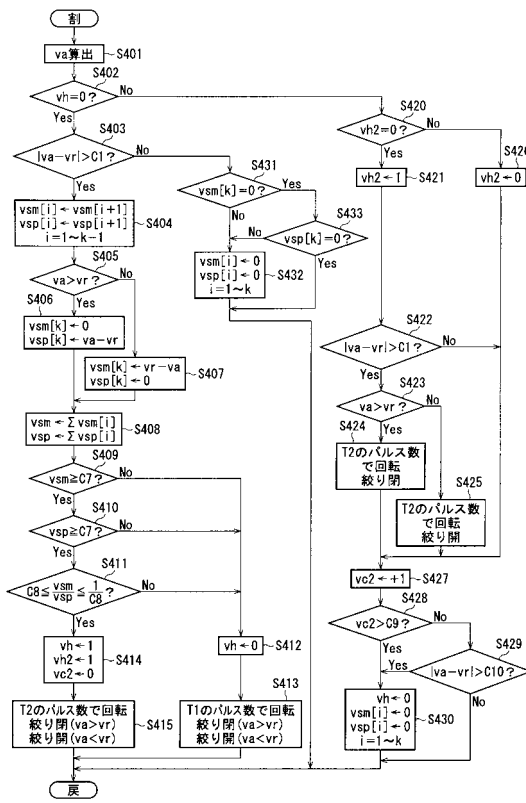 割
va算出
S401
S402
vh=0?
No
Yes
S403
|va−vr|>C1?
No
Yes
vsm[i]←vsm[i+1]
vsp[i]←vsp[i+1]
i=1~k−1
S404
S405
va>vr?
No
Yes
S406
vsm[k]←0
vsp[k]←va−vr
vsm[k]←vr−va
vsp[k]←0
S407
vsm←Σvsm[i]
vsp←Σvsp[i]
S408
S409
vsm≧C7?
No
Yes
S410
vsp≧C7?
No
Yes
S411
C8≦vsm/vsp≦1/C8?
No
Yes
vh←1
vh2←1
vc2←0
S414
vh←0
S412
T2のパルス数で回転
絞り閉(va>vr)
絞り開(va<vr)
S415
S413
T1のパルス数で回転
絞り閉(va>vr)
絞り開(va<vr)
戻
S431
vsm[k]=0?
Yes
No
S433
vsp[k]=0?
No
Yes
vsm[i]←0
vsp[i]←0
i=1~k
S432
S420
vh2=0?
No
Yes
S426
vh2←1
S421
vh2←0
S422
|va−vr|>C1?
No
Yes
S423
va>vr?
No
Yes
S424
T2のパルス数
で回転
絞り閉
S425
T2のパルス数
で回転
絞り開
vc2←+1
S427
S428
vc2>C9?
No
Yes
S429
|va−vr|>C10?
Yes
No
vh←0
vsm[i]←0
vsp[i]←0
i=1~k
S430